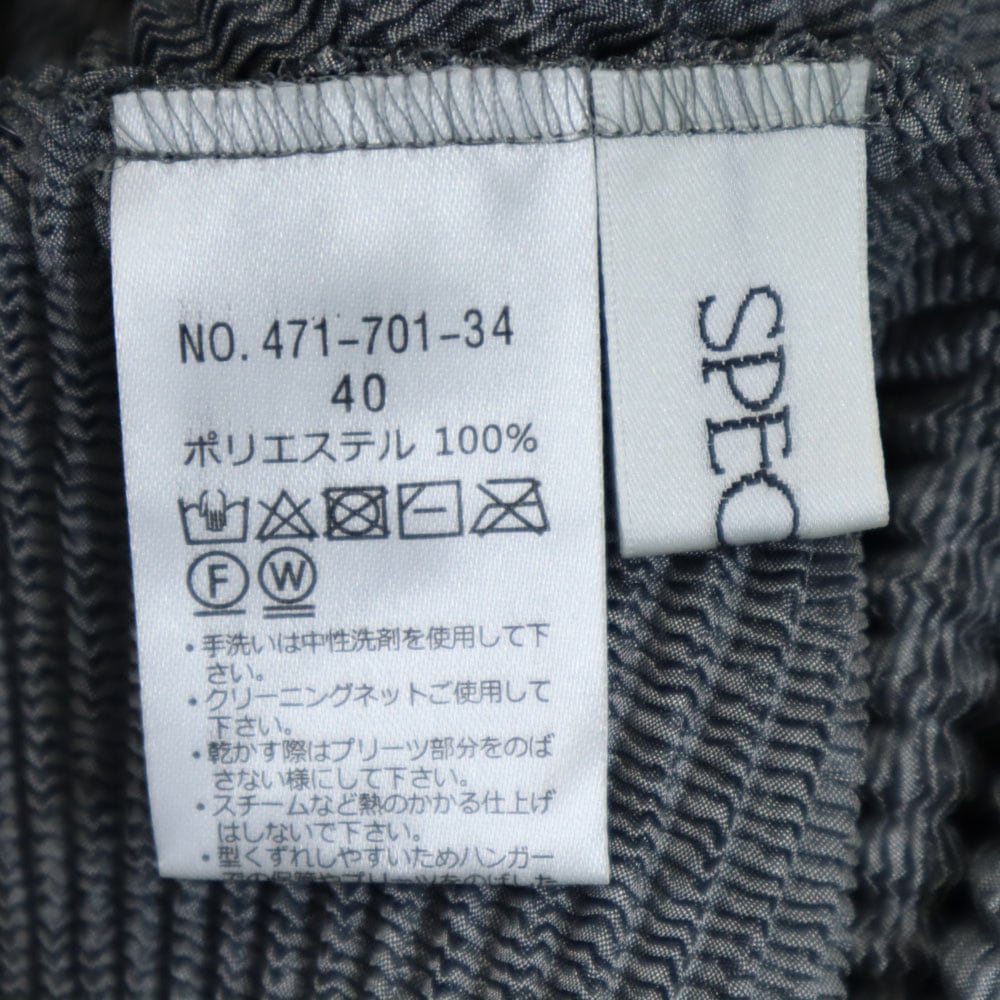 NO. 471-701-34
40
ポリエステル 100%
F W
・手洗いは中性洗剤を使用して下
さい。
・クリーニングネットご使用して
下さい。
・乾かす際はプリーツ部分をのば
さない様にして下さい。
・スチームなど熱のかかる仕上げ
はしないで下さい。
・型くずれしやすいためハンガー
SPEC